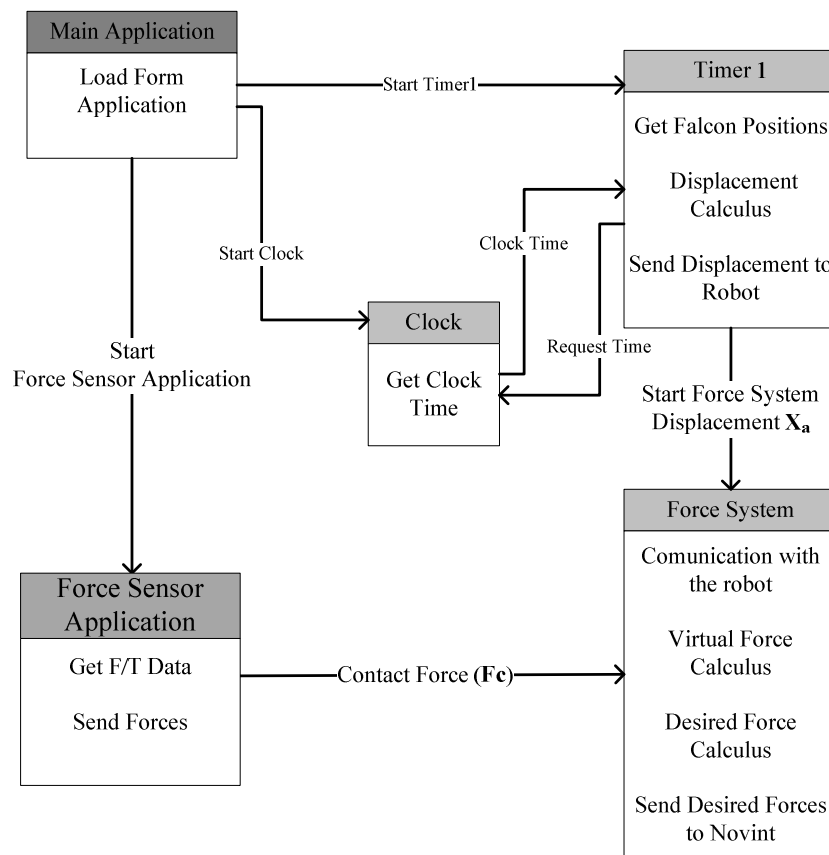 Main Application
Load Form
Application
Start Timer1
Timer 1
Get Falcon Positions
Displacement
Calculus
Send Displacement to
Robot
Start Clock
Clock Time
Request Time
Clock
Get Clock
Time
Start
Force Sensor Application
Start Force System
Displacement Xa
Force System
Comunication with
the robot
Virtual Force
Calculus
Desired Force
Calculus
Send Desired Forces
to Novint
Force Sensor
Application
Get F/T Data
Send Forces
Contact Force (Fc)